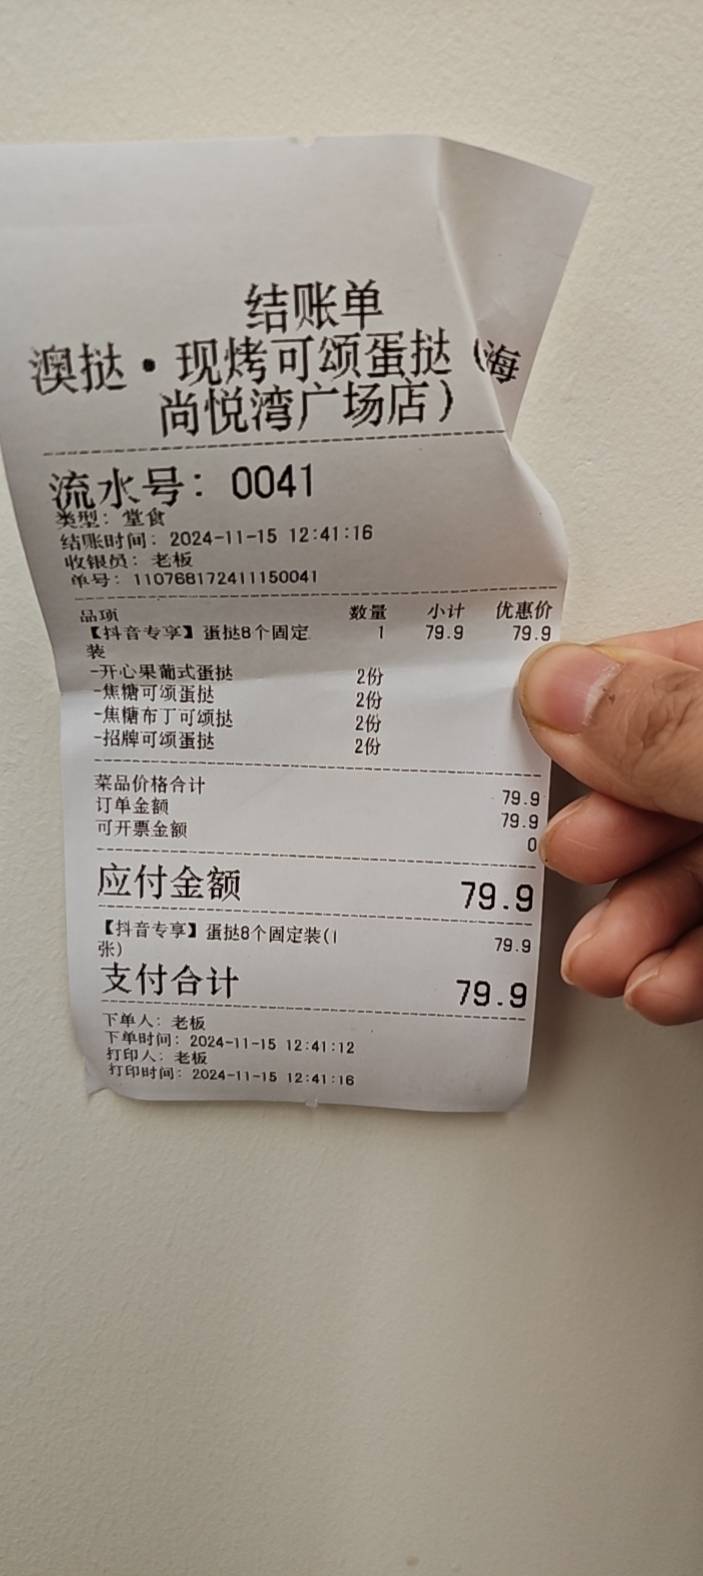 结账单
澳挞·现烤可颂蛋挞（海
尚悦湾广场店）
流水号：0041
类型：堂食
结账时间：2024-11-15 12:41:16
收银员：老板
单号：110768172411150041
品项 数量 小计 优惠价
【抖音专享】蛋挞8个固定 1 79.9 79.9
装
-开心果葡式蛋挞 2份
-焦糖可颂蛋挞 2份
-焦糖布丁可颂挞 2份
-招牌可颂蛋挞 2份
菜品价格合计 79.9
订单金额 79.9
可开票金额 0
应付金额 79.9
【抖音专享】蛋挞8个固定装(1 79.9
张)
支付合计 79.9
下单人：老板
下单时间：2024-11-15 12:41:12
打印人：老板
打印时间：2024-11-15 12:41:16